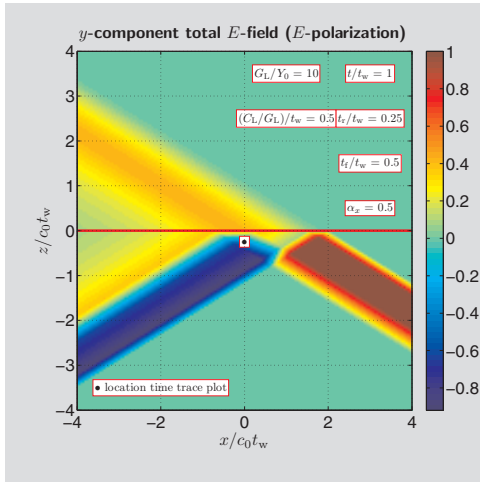 y-component total E-field (E-polarization)
G_L/Y_0 = 10
t/t_w = 1
(C_L/G_L)/t_w = 0.5
t_r/t_w = 0.25
t_f/t_w = 0.5
α_x = 0.5
• location time trace plot
4
3
2
1
0
−1
−2
−3
−4
z/c_0t_w
−4
−2
0
2
4
x/c_0t_w
1
0.8
0.6
0.4
0.2
0
−0.2
−0.4
−0.6
−0.8